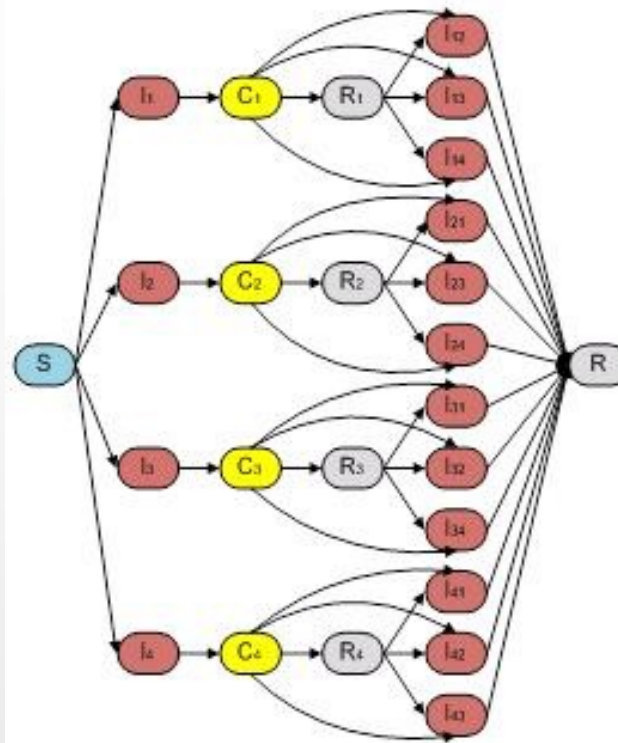 I₁₂
I₁ C₁ R₁ I₁₃
I₁₄
I₂₁
I₂ C₂ R₂ I₂₃
I₂₄
S R
I₃₁
I₃ C₃ R₃ I₃₂
I₃₄
I₄₁
I₄ C₄ R₄ I₄₂
I₄₃